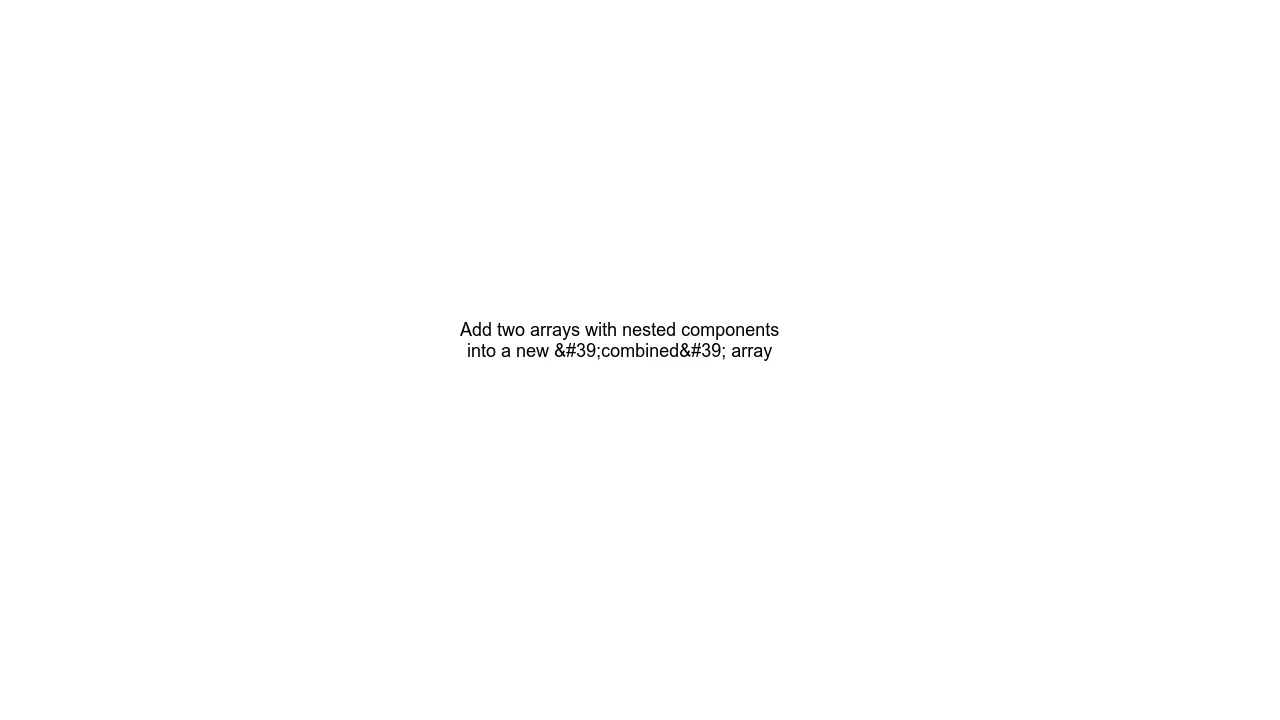 Add two arrays with nested components
into a new &#39;combined&#39; array